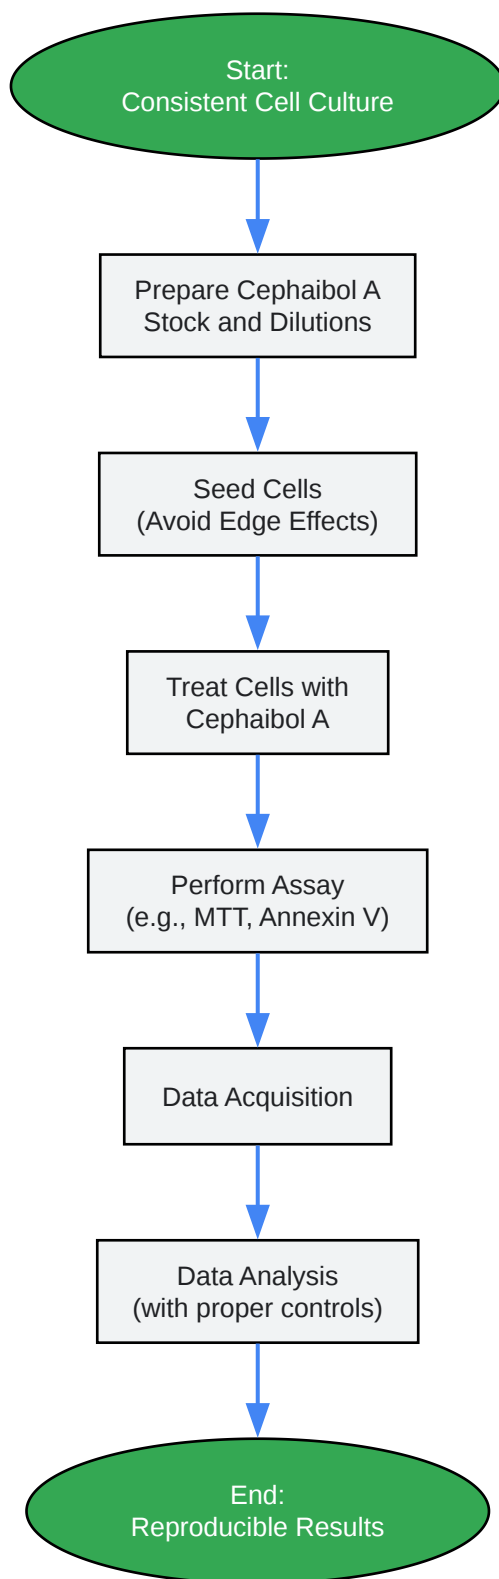 Start:
Consistent Cell Culture
Prepare Cephaibol A
Stock and Dilutions
Seed Cells
(Avoid Edge Effects)
Treat Cells with
Cephaibol A
Perform Assay
(e.g., MTT, Annexin V)
Data Acquisition
Data Analysis
(with proper controls)
End:
Reproducible Results